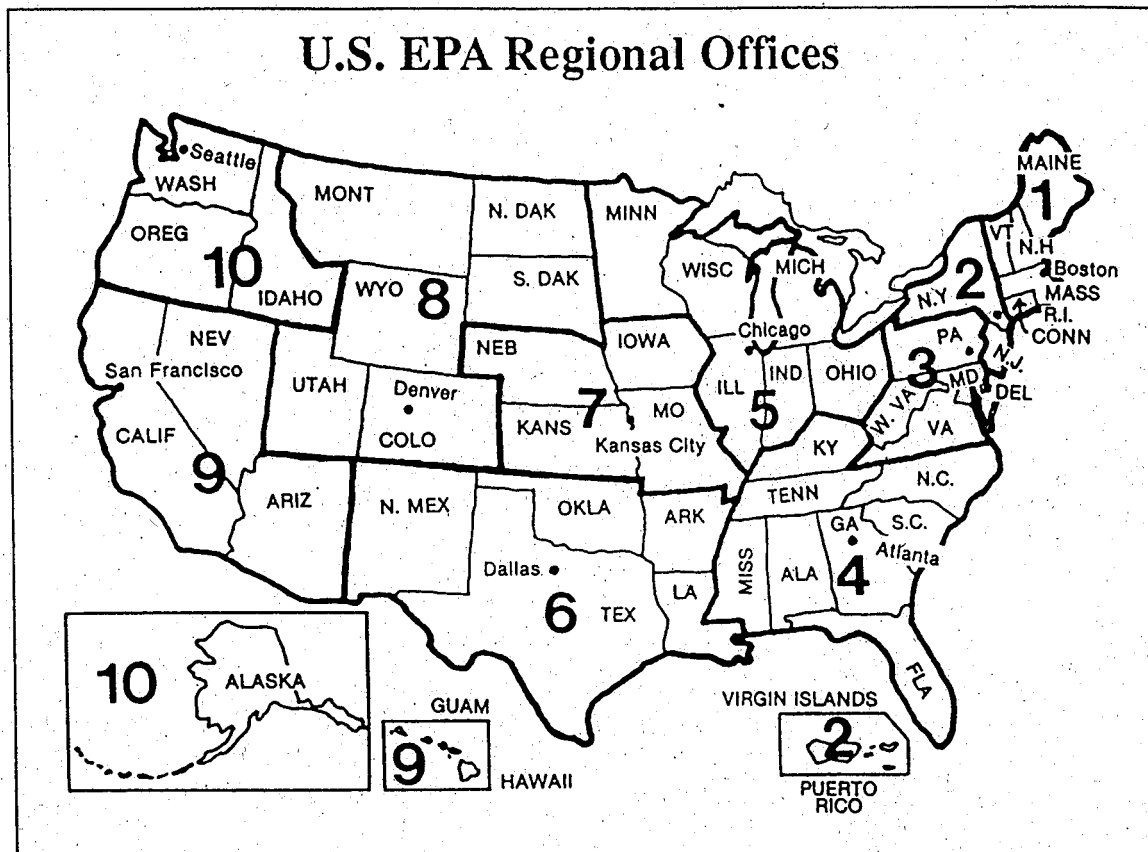 U.S. EPA Regional Offices
Seattle
WASH
OREG
10
IDAHO
MONT
WYO
8
N. DAK
S. DAK
MINN
WISC
MICH
MAINE
1
VT
N.H
Boston
MASS
R.I.
CONN
2
N.Y
NEV
San Francisco
CALIF
9
UTAH
Denver
COLO
ARIZ
N. MEX
NEB
KANS
7
IOWA
MO
Kansas City
Chicago
ILL
IND
5
OHIO
PA
3
N.J.
MD
DEL
W. VA
VA
KY
TENN
N.C.
S.C.
GA
Atlanta
4
ALA
MISS
FLA
OKLA
ARK
LA
Dallas
6
TEX
10
ALASKA
GUAM
9
HAWAII
VIRGIN ISLANDS
2
PUERTO
RICO